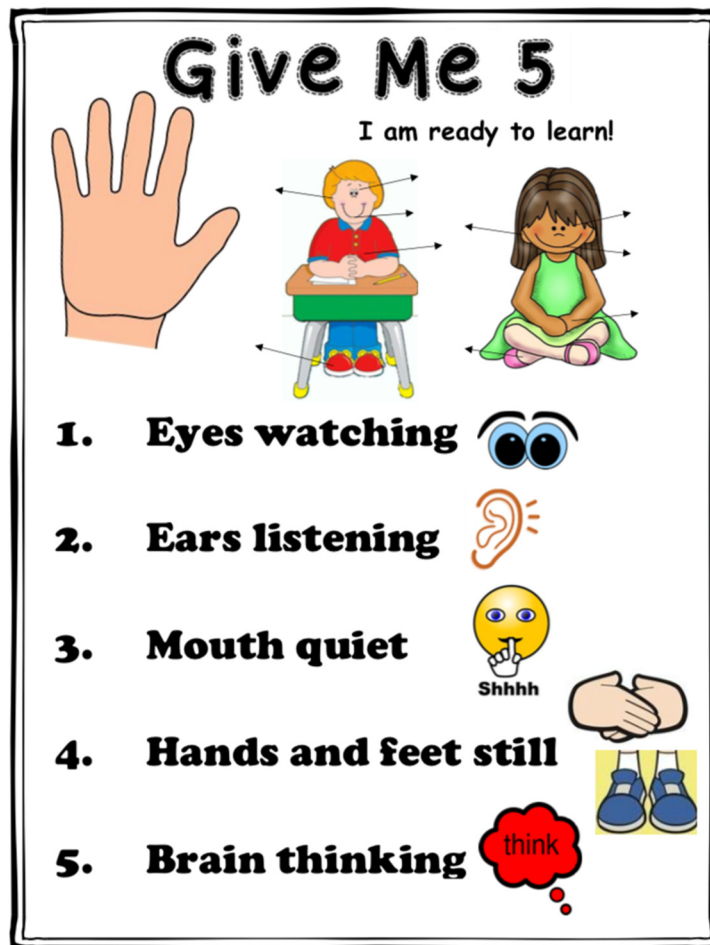 Give Me 5
I am ready to learn!
1. Eyes watching
2. Ears listening
3. Mouth quiet
Shhhh
4. Hands and feet still
5. Brain thinking
think